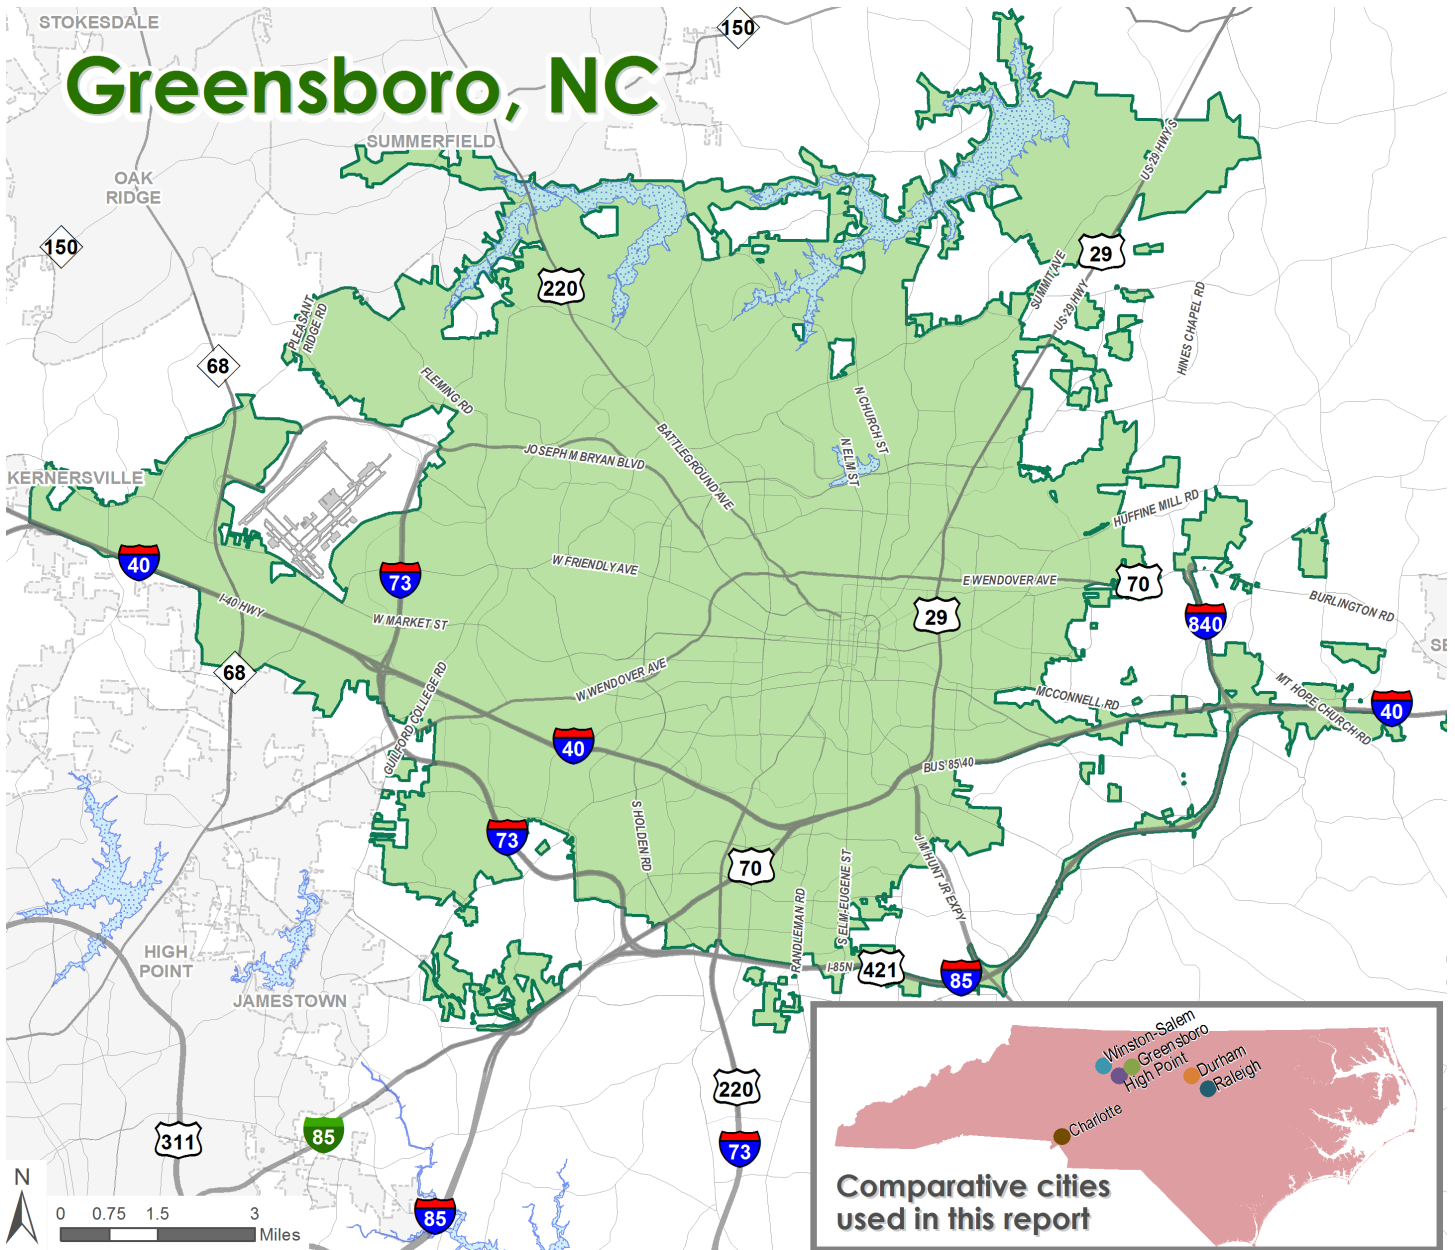 STOKESDALE
150
Greensboro, NC
SUMMERFIELD
US-29 HWY S
OAK
RIDGE
150
29
220
SUMMIT AVE
US-29 HWY
HINES CHAPEL RD
PLEASANT
RIDGE RD
68
FLEMING RD
N CHURCH ST
BATTLEGROUND AVE
JOSEPH M BRYAN BLVD
N ELM ST
KERNERSVILLE
HUFFINE MILL RD
40
73
W FRIENDLY AVE
E WENDOVER AVE
70
I-40 HWY
W MARKET ST
29
840
BURLINGTON RD
SE
68
W WENDOVER AVE
GUILFORD COLLEGE RD
MCCONNELL RD
MT HOPE CHURCH RD
40
40
BUS 85\40
73
S HOLDEN RD
70
J M HUNT JR EXPY
S ELM-EUGENE ST
RANDLEMAN RD
HIGH
POINT
I-85N
421
85
JAMESTOWN
220
311
85
73
85
N
0 0.75 1.5 3
Miles
Winston-Salem
Greensboro
High Point
Durham
Raleigh
Charlotte
Comparative cities
used in this report